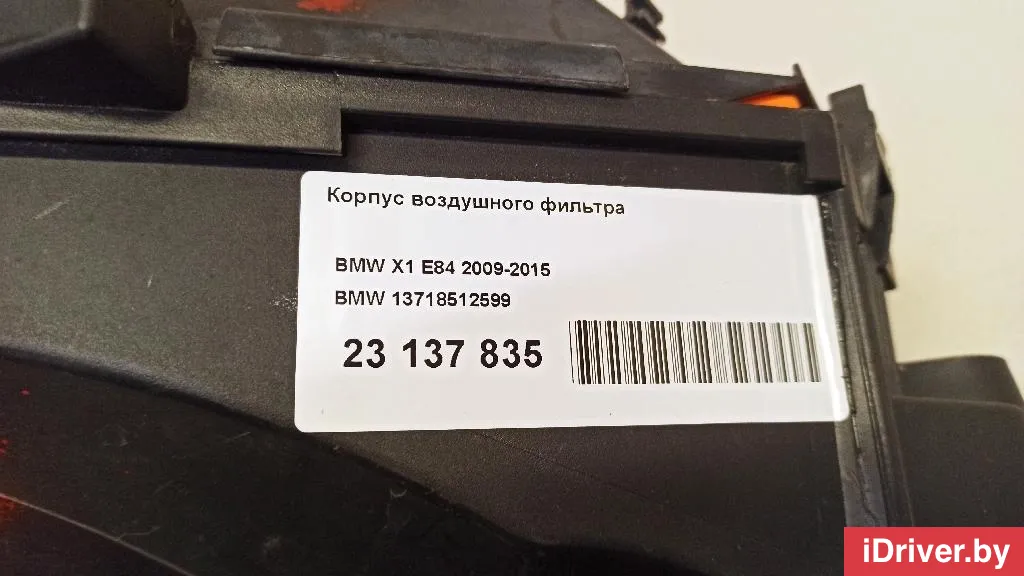 Корпус воздушного фильтра
BMW X1 E84 2009-2015
BMW 13718512599
23 137 835
iDriver.by